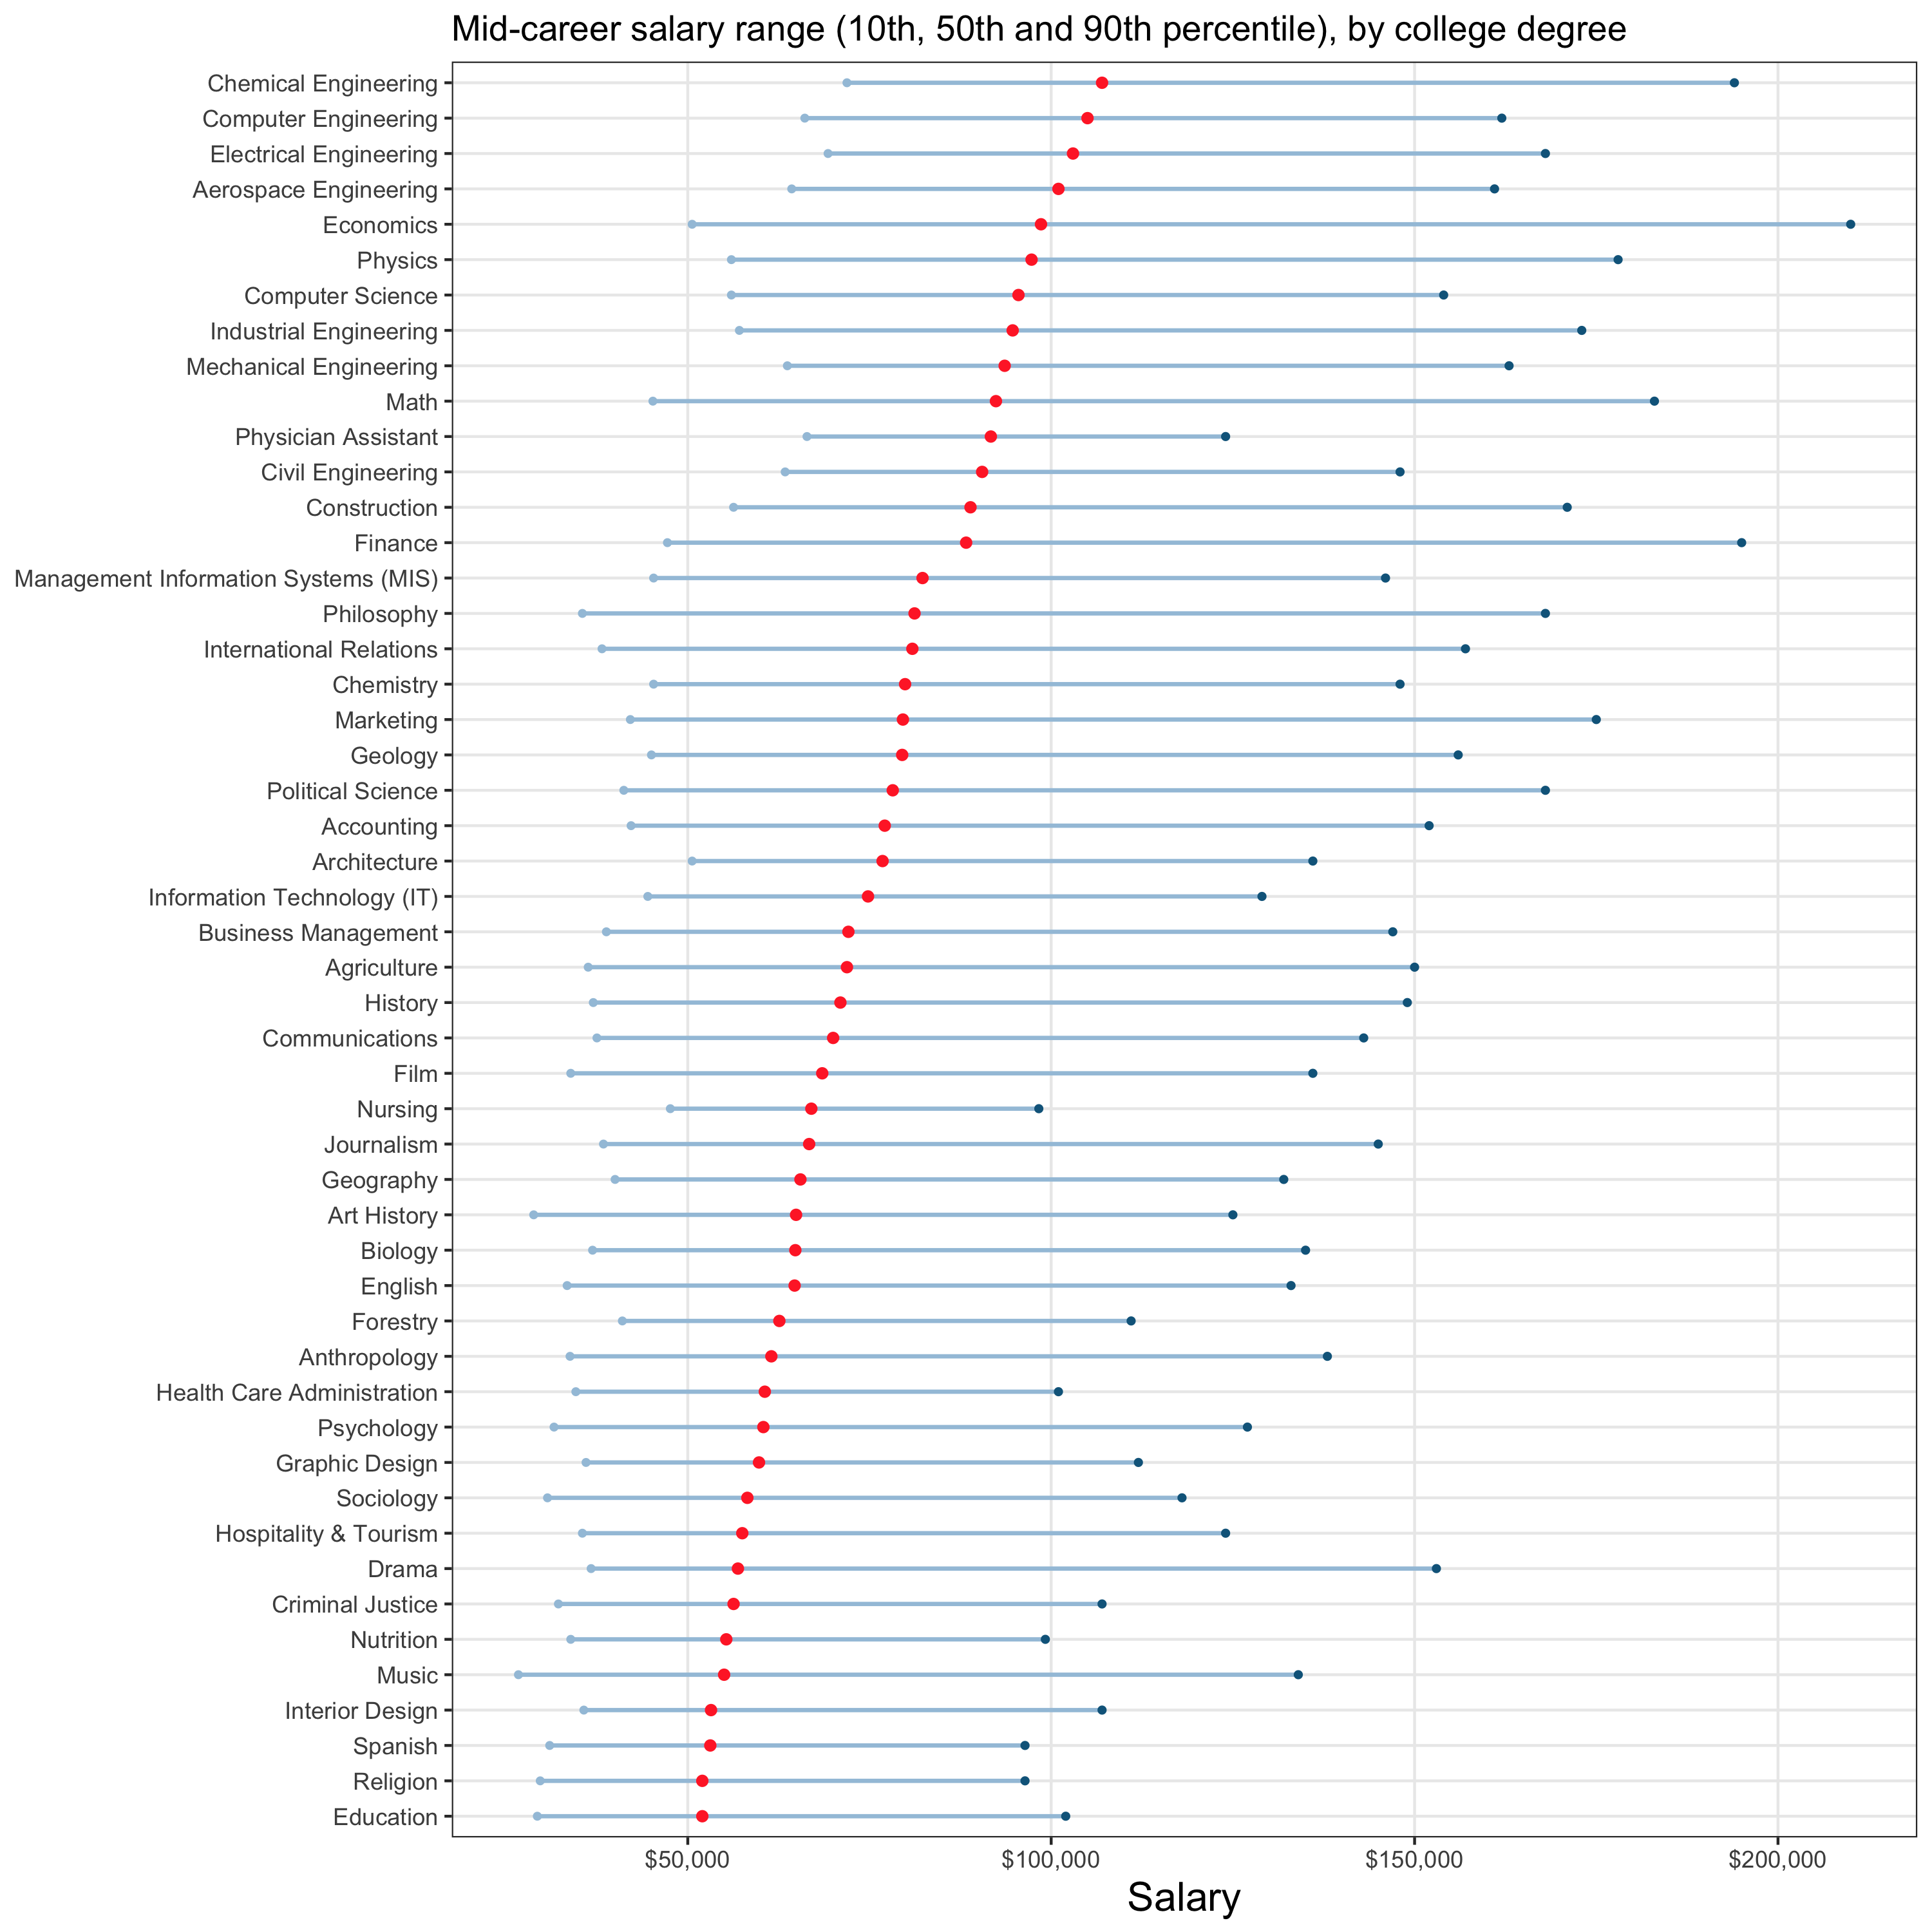 Mid-career salary range (10th, 50th and 90th percentile), by college degree
Chemical Engineering
Computer Engineering
Electrical Engineering
Aerospace Engineering
Economics
Physics
Computer Science
Industrial Engineering
Mechanical Engineering
Math
Physician Assistant
Civil Engineering
Construction
Finance
Management Information Systems (MIS)
Philosophy
International Relations
Chemistry
Marketing
Geology
Political Science
Accounting
Architecture
Information Technology (IT)
Business Management
Agriculture
History
Communications
Film
Nursing
Journalism
Geography
Art History
Biology
English
Forestry
Anthropology
Health Care Administration
Psychology
Graphic Design
Sociology
Hospitality & Tourism
Drama
Criminal Justice
Nutrition
Music
Interior Design
Spanish
Religion
Education
$50,000 $100,000 $150,000 $200,000
Salary